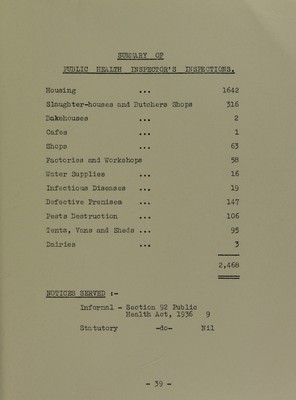 SUMMARY OF
PUBLIC HEALTH INSPECTOR'S INSPECTIONS.
Housing ... 1642
Slaughter-houses and Butchers Shops 316
Bakehouses ... 2
Cafes ... 1
Shops ... 63
Factories and Workshops 58
Water Supplies ... 16
Infectious Diseases ... 19
Defective Premises ... 147
Pests Destruction ... 106
Tents, Vans and Sheds ... 95
Dairies ... 3
2,468
NOTICES SERVED :-
Informal - Section 92 Public
Health Act, 1936 9
Statutory -do- Nil
- 39 -